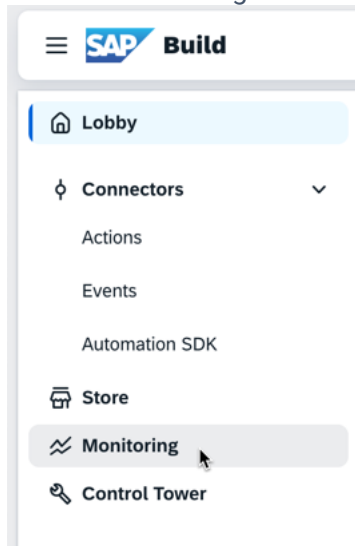 SAP Build
Lobby
Connectors
Actions
Events
Automation SDK
Store
Monitoring
Control Tower